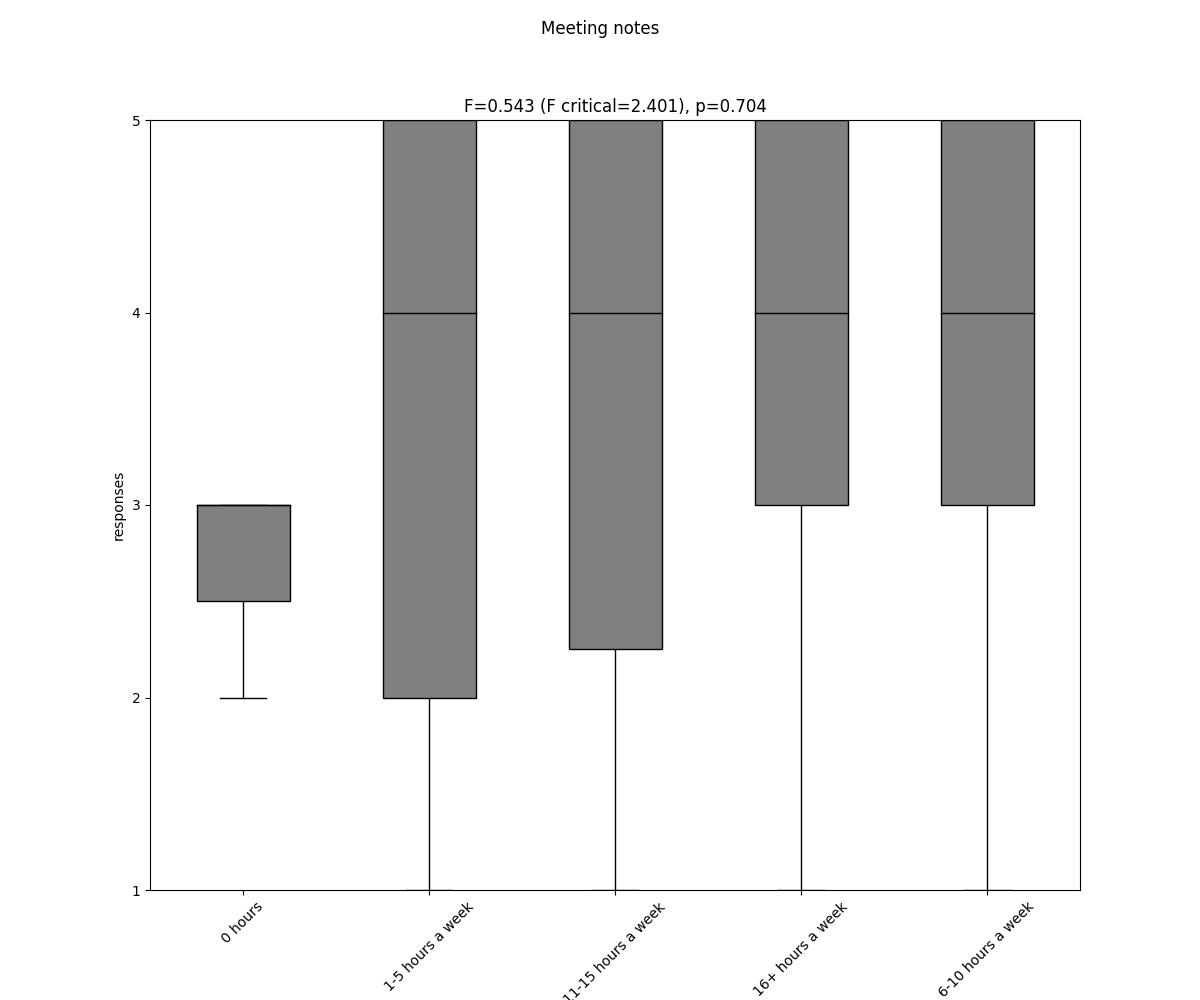 Meeting notes
F=0.543 (F critical=2.401), p=0.704
5
4
3
2
1
responses
0 hours
1-5 hours a week
11-15 hours a week
16+ hours a week
6-10 hours a week